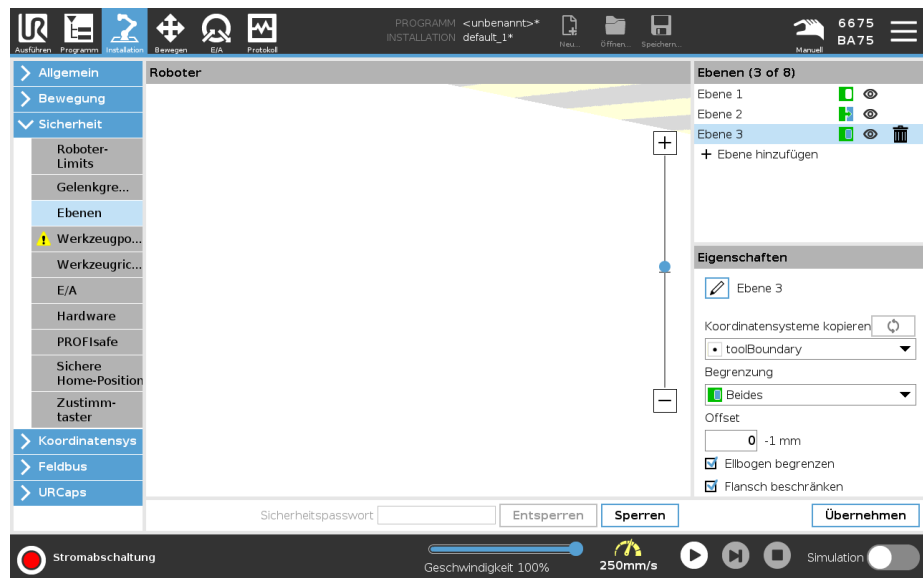 PROGRAMM <unbenannt>*
INSTALLATION default_1*
Ausführen Programm Installation Bewegen E/A Protokoll
Neu... Öffnen... Speichern...
Manuell
6675
BA75
Allgemein
Bewegung
Sicherheit
Roboter-
Limits
Gelenkgre...
Ebenen
Werkzeugpo...
Werkzeugric...
E/A
Hardware
PROFIsafe
Sichere
Home-Position
Zustimm-
taster
Koordinatensys
Feldbus
URCaps
Roboter
Ebenen (3 of 8)
Ebene 1
Ebene 2
Ebene 3
+ Ebene hinzufügen
Eigenschaften
Ebene 3
Koordinatensysteme kopieren
toolBoundary
Begrenzung
Beides
Offset
0 -1 mm
Ellbogen begrenzen
Flansch beschränken
Sicherheitspasswort Entsperren Sperren Übernehmen
Stromabschaltung
Geschwindigkeit 100%
250mm/s
Simulation